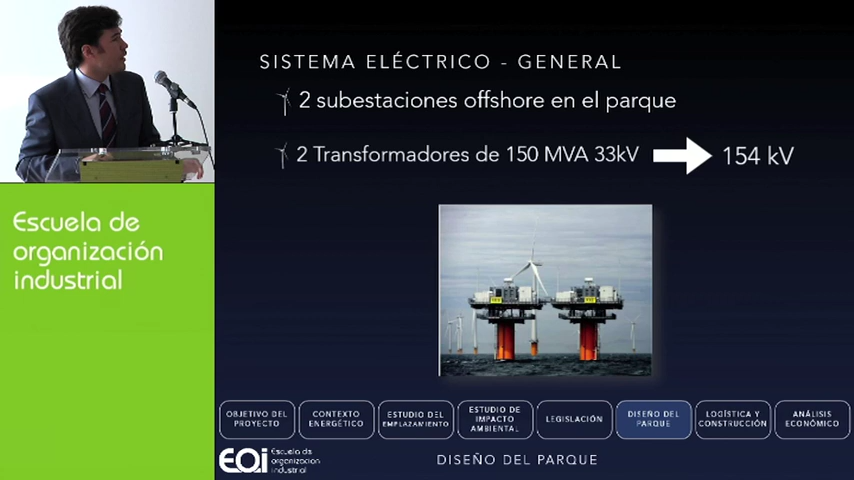 SISTEMA ELÉCTRICO - GENERAL
2 subestaciones offshore en el parque
2 Transformadores de 150 MVA 33kV
154 kV
Escuela de
organización
industrial
OBJETIVO DEL
PROYECTO
CONTEXTO
ENERGÉTICO
ESTUDIO DEL
EMPLAZAMIENTO
ESTUDIO DE
IMPACTO
AMBIENTAL
LEGISLACIÓN
DISEÑO DEL
PARQUE
LOGÍSTICA Y
CONSTRUCCIÓN
ANÁLISIS
ECONÓMICO
EOi
Escuela de
organización
industrial
DISEÑO DEL PARQUE